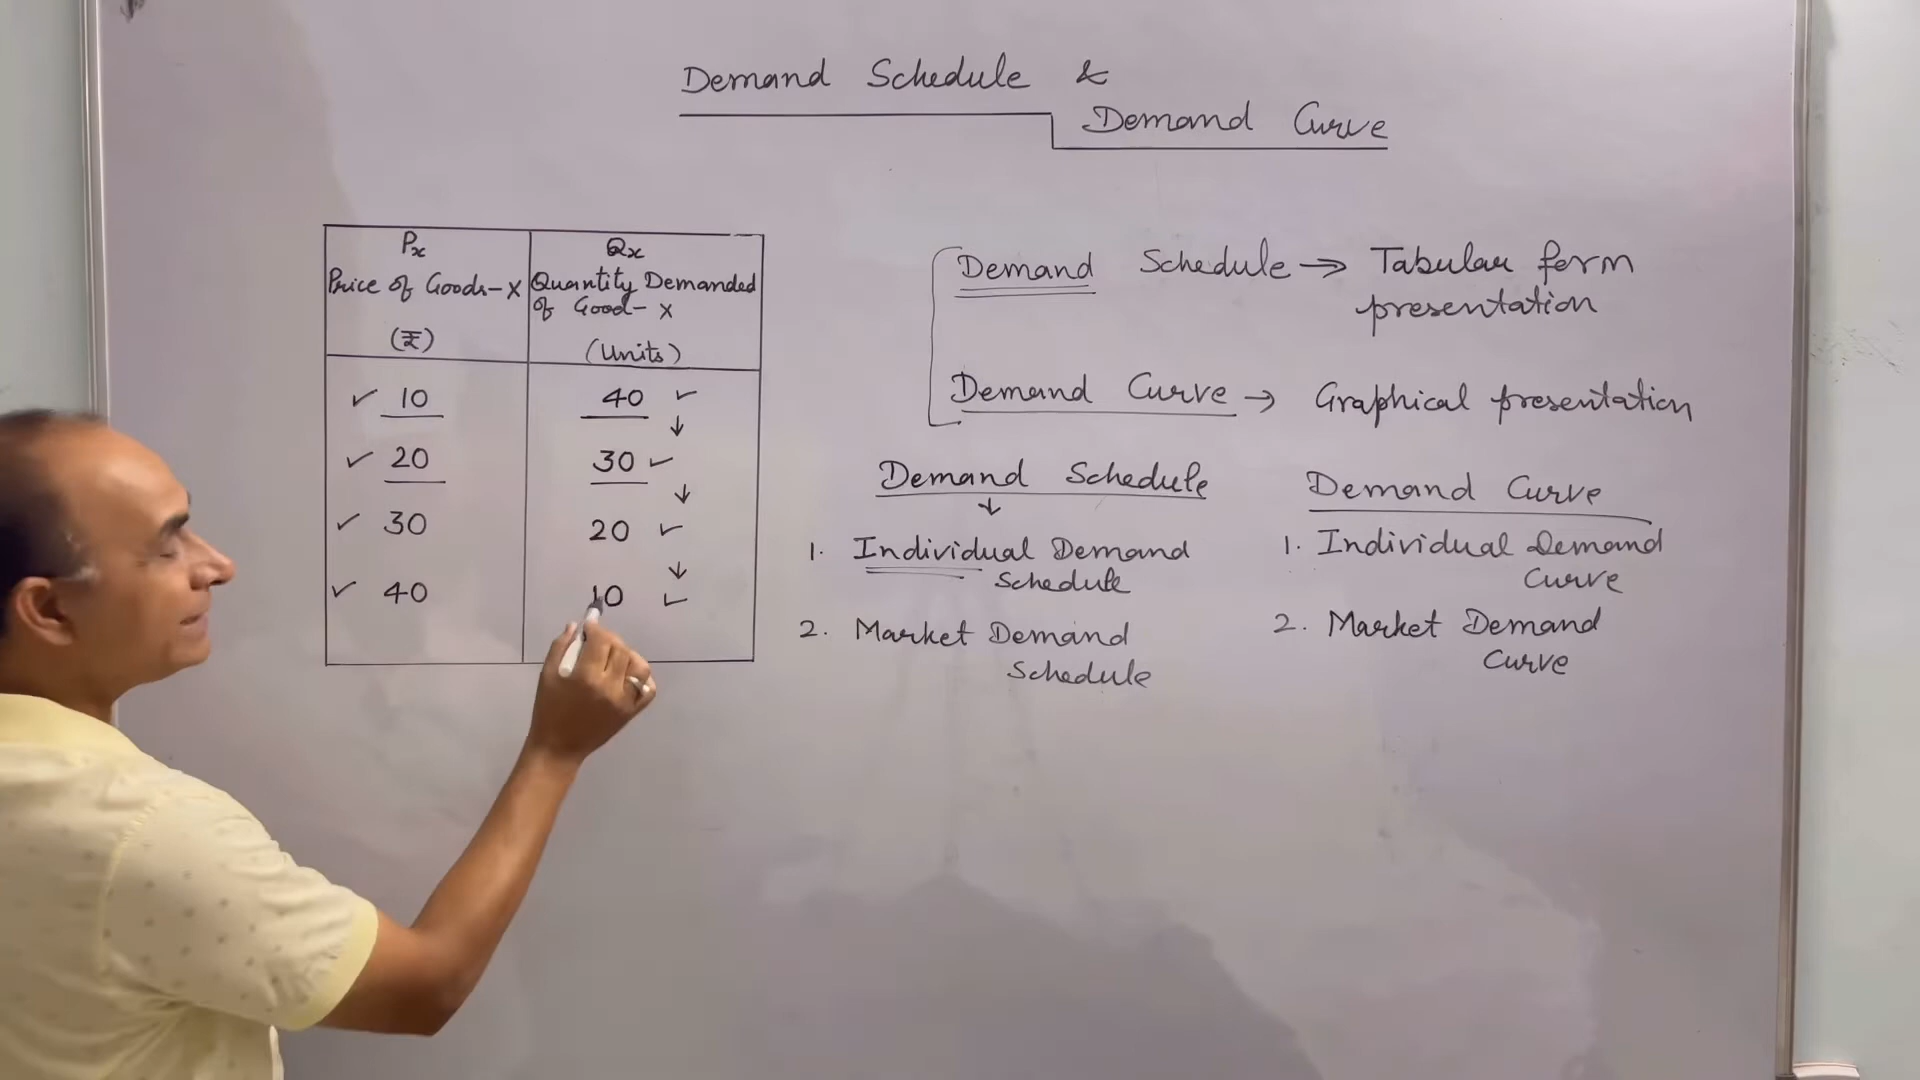 Demand Schedule &
Demand Curve
Px
Price of Goods-X
(₹)
Qx
Quantity Demanded
of Good- X
(Units)
10 40
20 30
30 20
40 10
Demand Schedule → Tabular form
presentation
Demand Curve → Graphical presentation
Demand Schedule
↓
1. Individual Demand
Schedule
2. Market Demand
Schedule
Demand Curve
1. Individual Demand
Curve
2. Market Demand
Curve